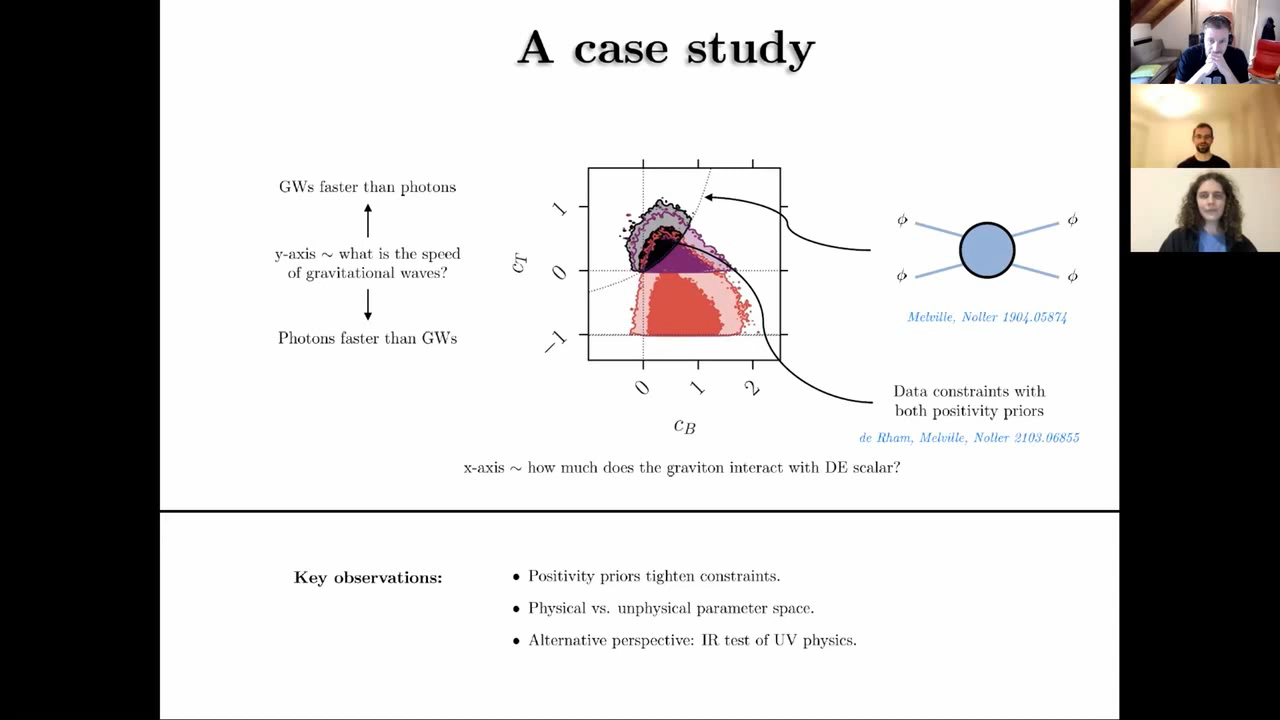 A case study
GWs faster than photons
y-axis ∼ what is the speed
of gravitational waves?
Photons faster than GWs
c_T
1
0
−1
0
1
2
c_B
x-axis ∼ how much does the graviton interact with DE scalar?
ϕ
ϕ
ϕ
ϕ
Melville, Noller 1904.05874
Data constraints with
both positivity priors
de Rham, Melville, Noller 2103.06855
Key observations:
• Positivity priors tighten constraints.
• Physical vs. unphysical parameter space.
• Alternative perspective: IR test of UV physics.